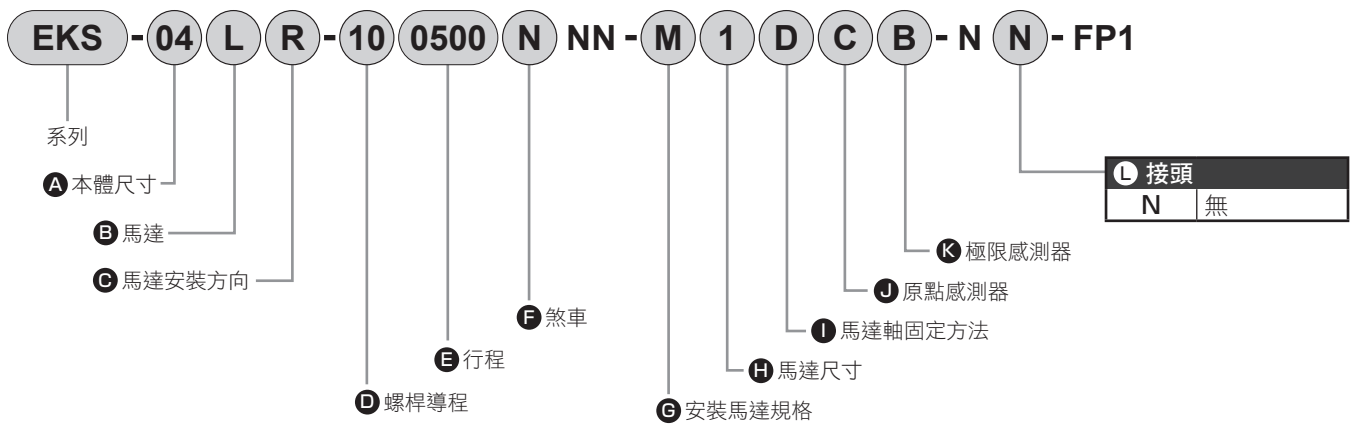 EKS - 04 L R - 10 0500 N NN - M 1 D C B - N N - FP1
系列
A 本體尺寸
B 馬達
C 馬達安裝方向
D 螺桿導程
E 行程
F 煞車
G 安裝馬達規格
H 馬達尺寸
I 馬達軸固定方法
J 原點感測器
K 極限感測器
L 接頭
N 無